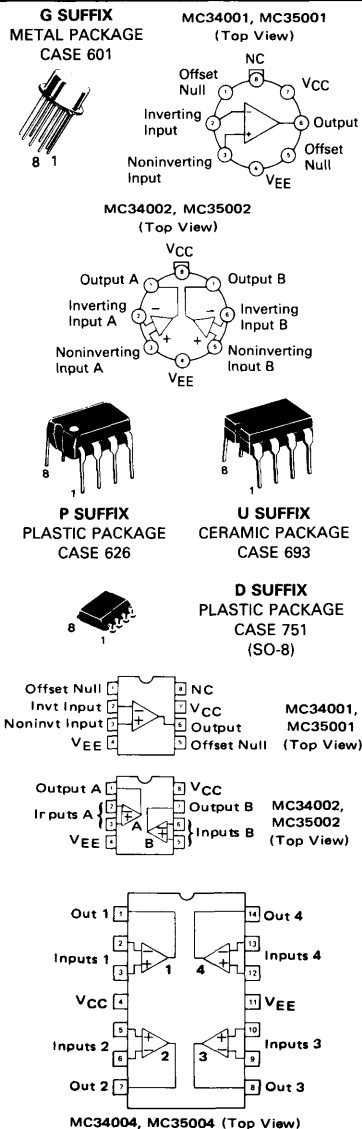 G SUFFIX
METAL PACKAGE
CASE 601
8 1
MC34001, MC35001
(Top View)
NC
8
Offset
Null
1
7
VCC
Inverting
Input
2
6
Output
Noninverting
Input
3
5
Offset
Null
4
VEE
MC34002, MC35002
(Top View)
VCC
8
Output A
1
7
Output B
Inverting
Input A
2
6
Inverting
Input B
Noninverting
Input A
3
5
Noninverting
Input B
4
VEE
8
1
P SUFFIX
PLASTIC PACKAGE
CASE 626
8
1
U SUFFIX
CERAMIC PACKAGE
CASE 693
8
1
D SUFFIX
PLASTIC PACKAGE
CASE 751
(SO-8)
Offset Null 1 8 NC
Invt Input 2 7 VCC
Noninvt Input 3 6 Output
VEE 4 5 Offset Null
MC34001,
MC35001
(Top View)
Output A 1 8 VCC
Inputs A 2 A 7 Output B
3 B 6 Inputs B
VEE 4 5
MC34002,
MC35002
(Top View)
Out 1 1 14 Out 4
Inputs 1 2 13 Inputs 4
3 1 4 12
VCC 4 11 VEE
Inputs 2 5 10 Inputs 3
6 2 3 9
Out 2 7 8 Out 3
MC34004, MC35004 (Top View)